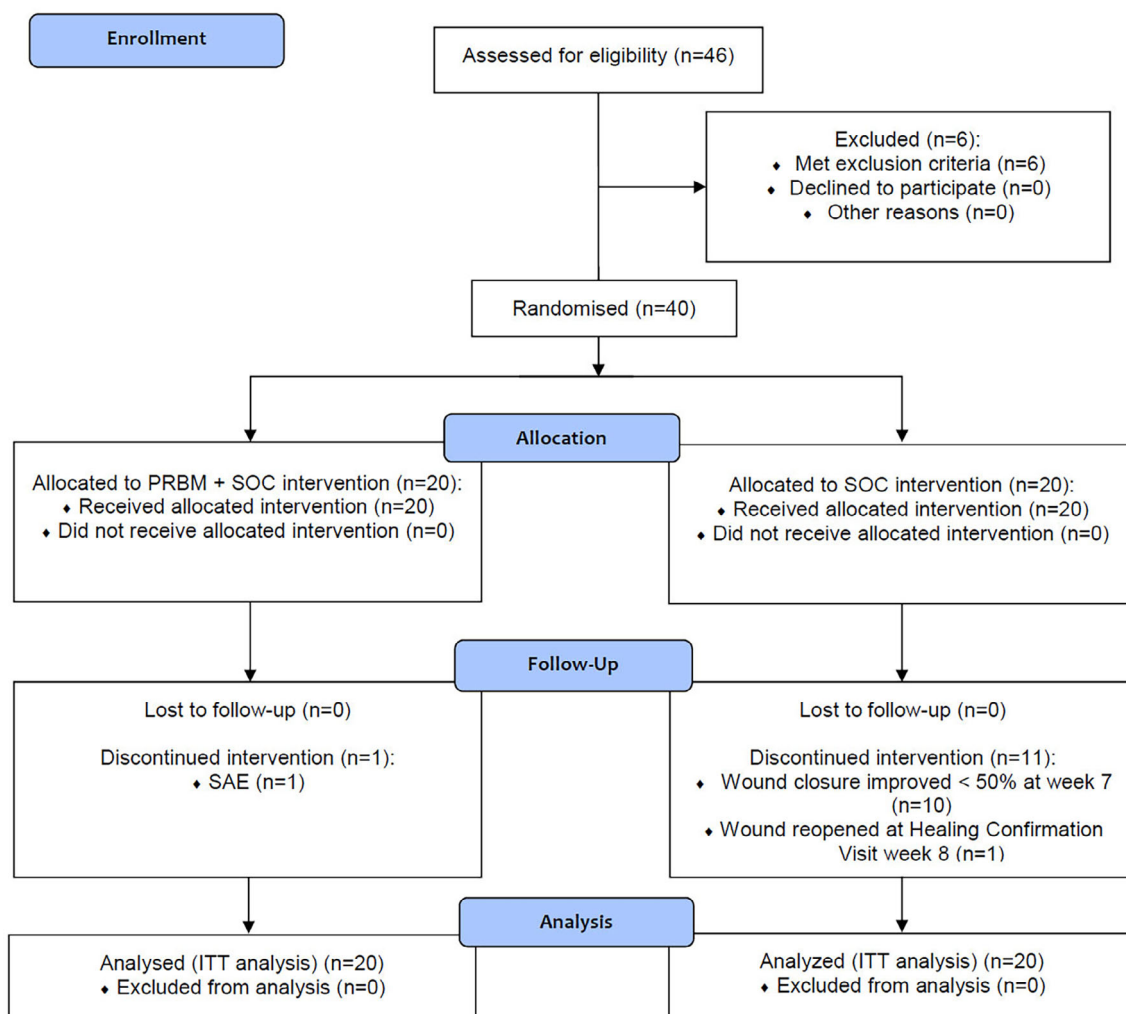 Enrollment
Assessed for eligibility (n=46)
Excluded (n=6):
♦ Met exclusion criteria (n=6)
♦ Declined to participate (n=0)
♦ Other reasons (n=0)
Randomised (n=40)
Allocation
Allocated to PRBM + SOC intervention (n=20):
♦ Received allocated intervention (n=20)
♦ Did not receive allocated intervention (n=0)
Allocated to SOC intervention (n=20):
♦ Received allocated intervention (n=20)
♦ Did not receive allocated intervention (n=0)
Follow-Up
Lost to follow-up (n=0)
Discontinued intervention (n=1):
♦ SAE (n=1)
Lost to follow-up (n=0)
Discontinued intervention (n=11):
♦ Wound closure improved < 50% at week 7
(n=10)
♦ Wound reopened at Healing Confirmation
Visit week 8 (n=1)
Analysis
Analysed (ITT analysis) (n=20)
♦ Excluded from analysis (n=0)
Analyzed (ITT analysis) (n=20)
♦ Excluded from analysis (n=0)